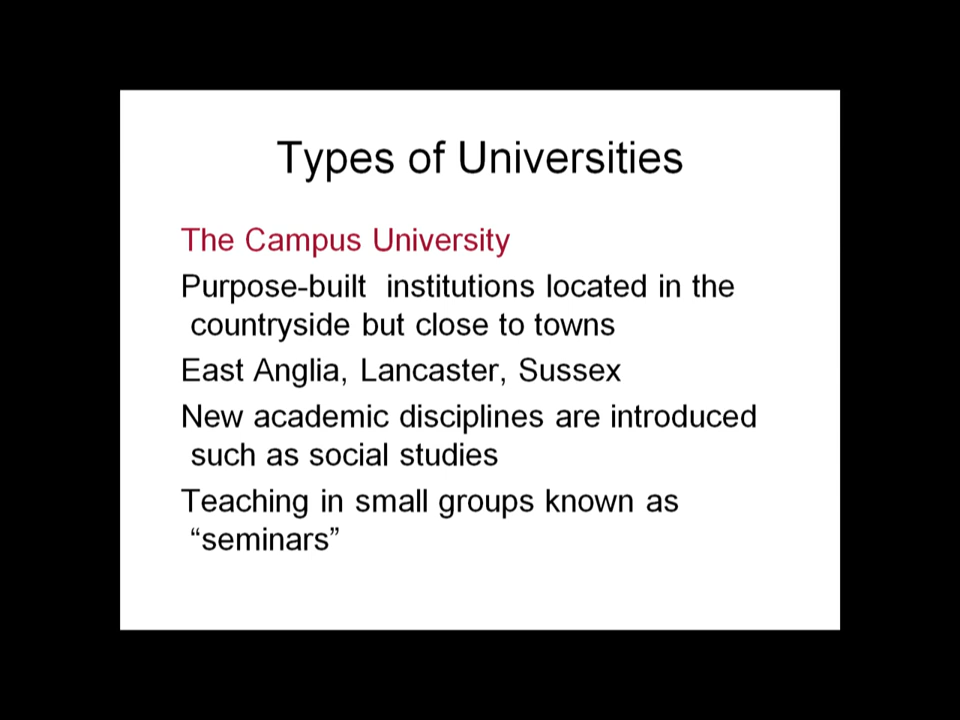 Types of Universities
The Campus University
Purpose-built  institutions located in the
countryside but close to towns
East Anglia, Lancaster, Sussex
New academic disciplines are introduced
such as social studies
Teaching in small groups known as
“seminars”